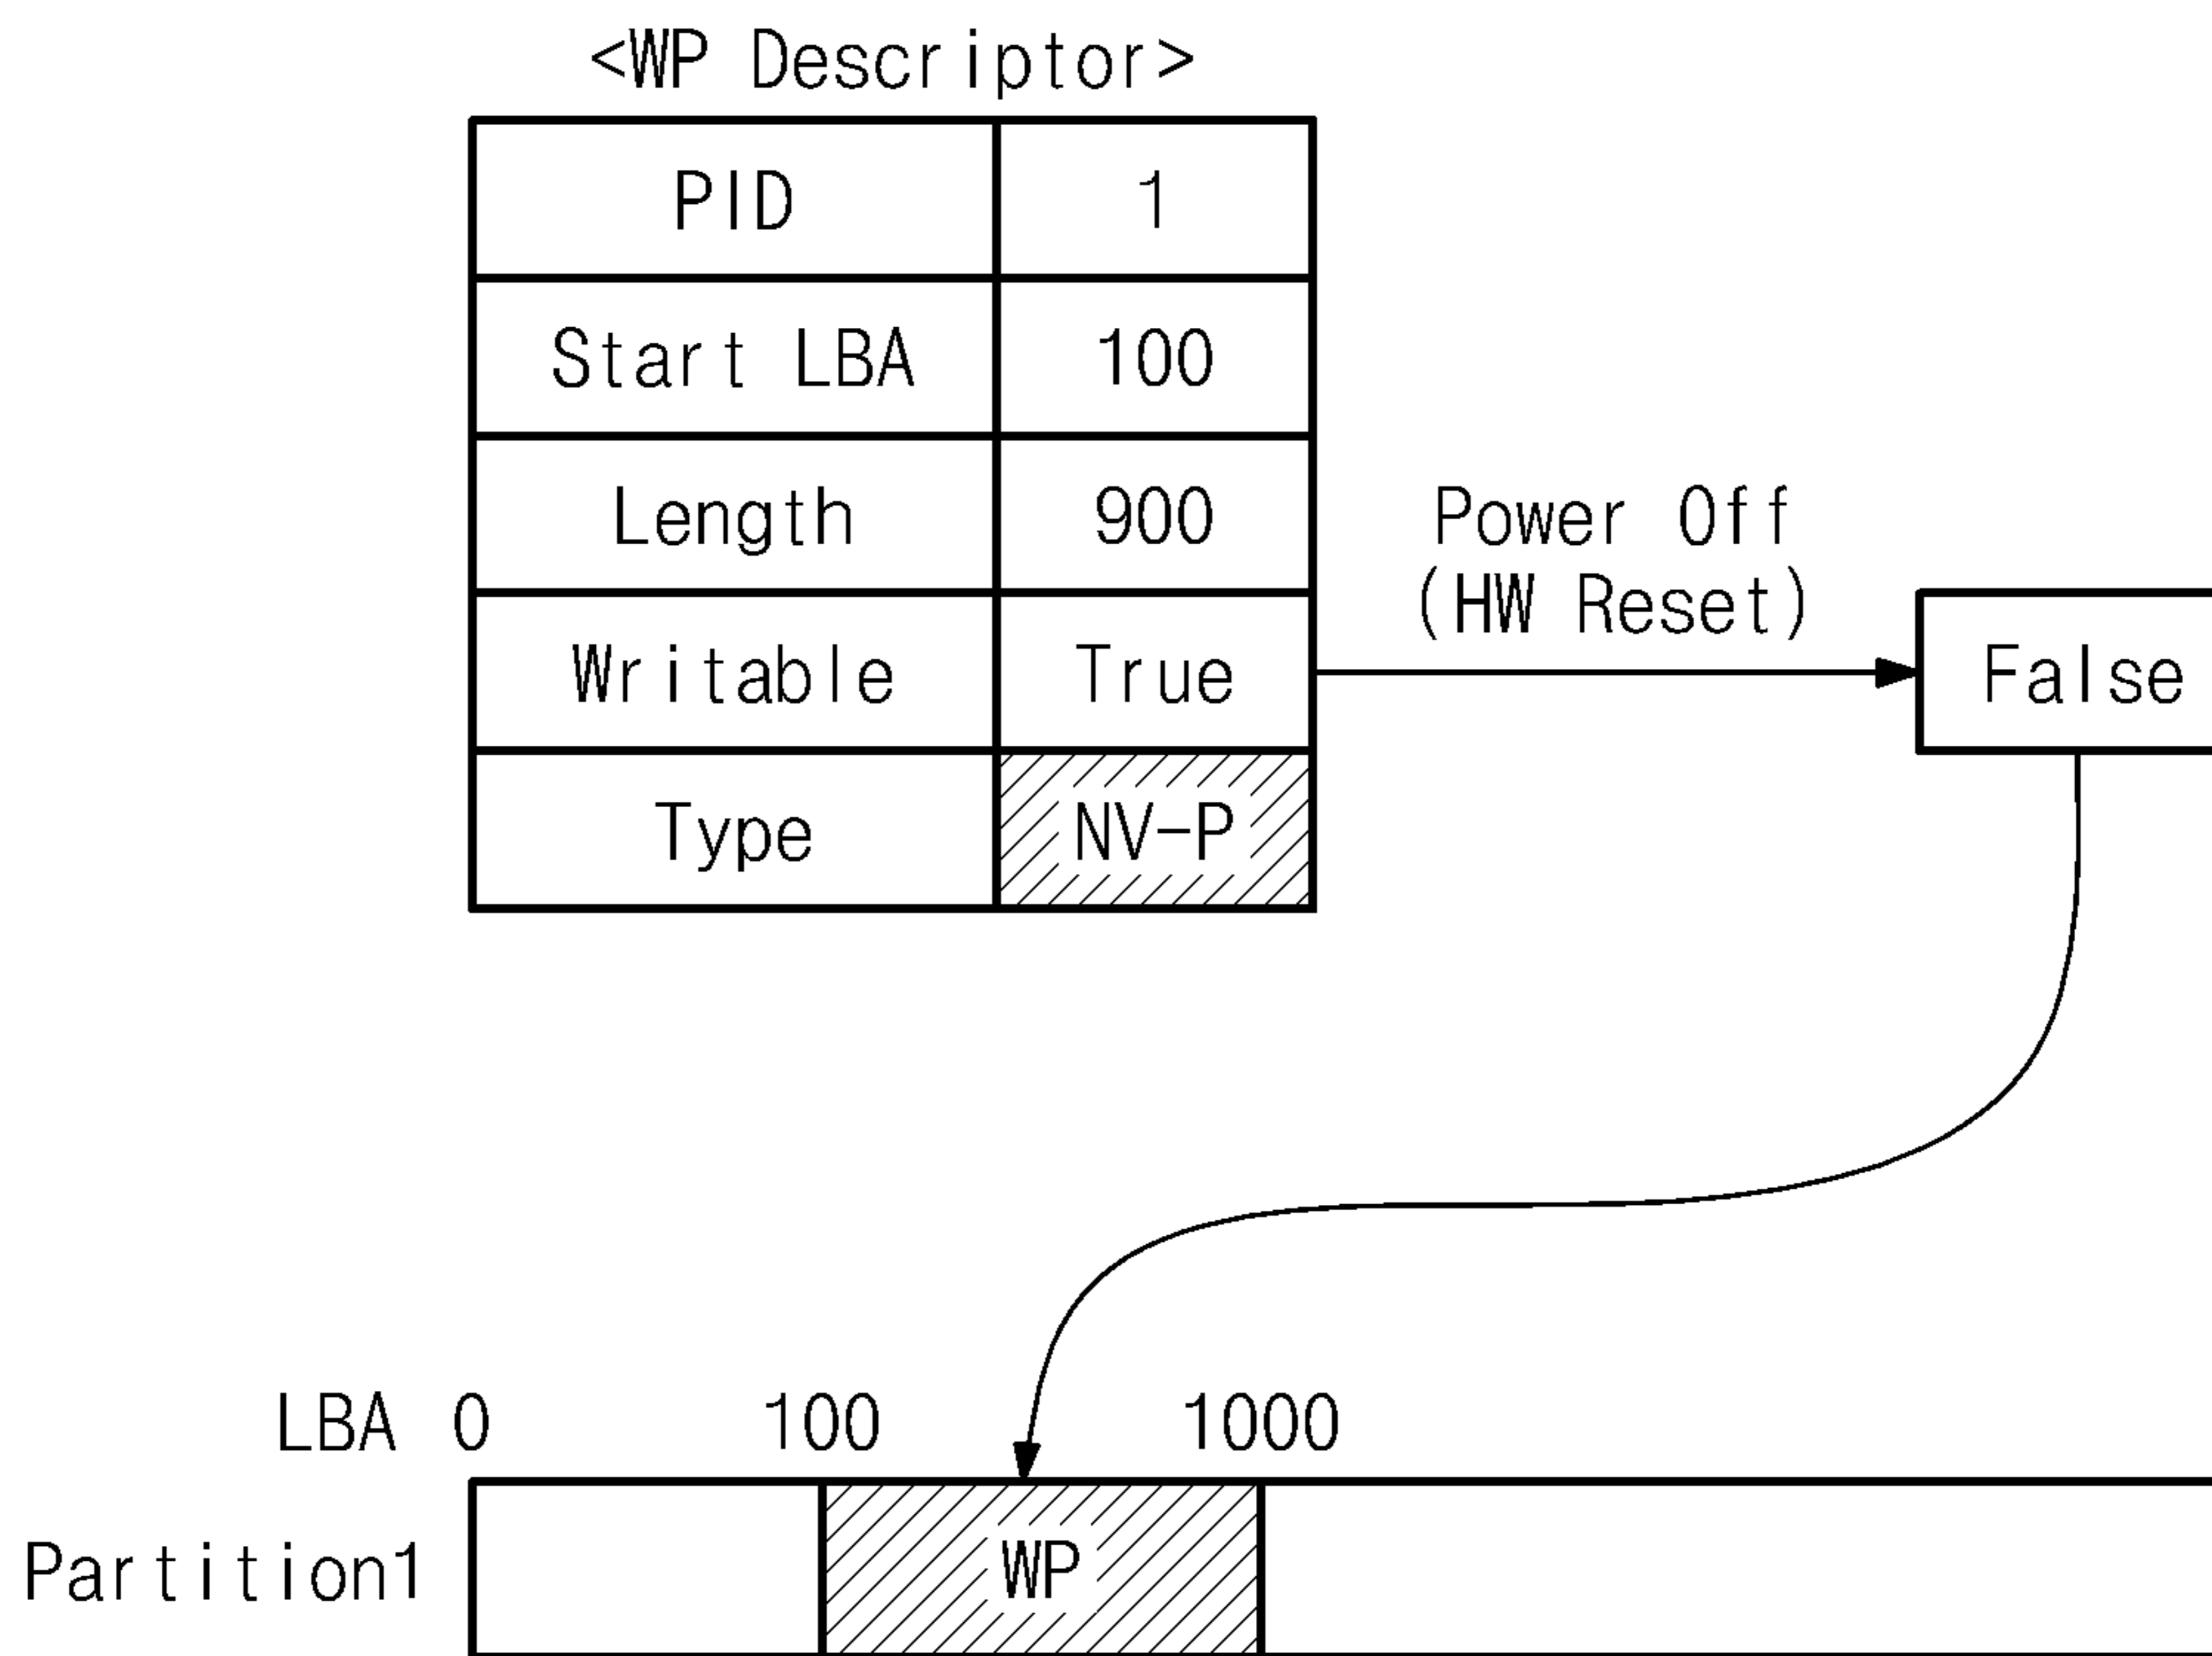 <WP Descriptor>
PID 1
Start LBA 100
Length 900
Power Off
(HW Reset)
Writable True
False
Type NV-P
LBA 0 100 1000
Partition1 WP